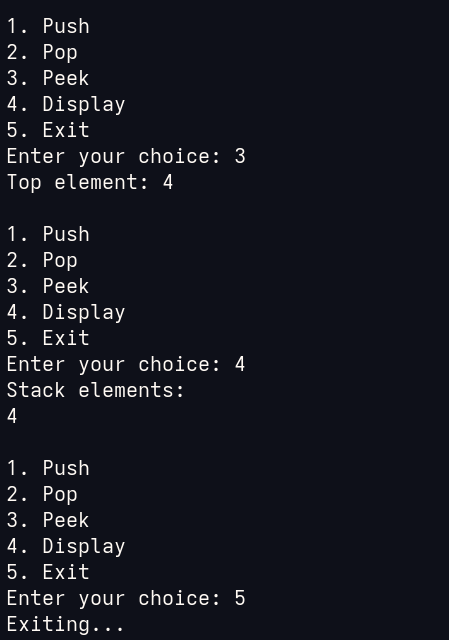 1. Push
2. Pop
3. Peek
4. Display
5. Exit
Enter your choice: 3
Top element: 4

1. Push
2. Pop
3. Peek
4. Display
5. Exit
Enter your choice: 4
Stack elements:
4

1. Push
2. Pop
3. Peek
4. Display
5. Exit
Enter your choice: 5
Exiting...